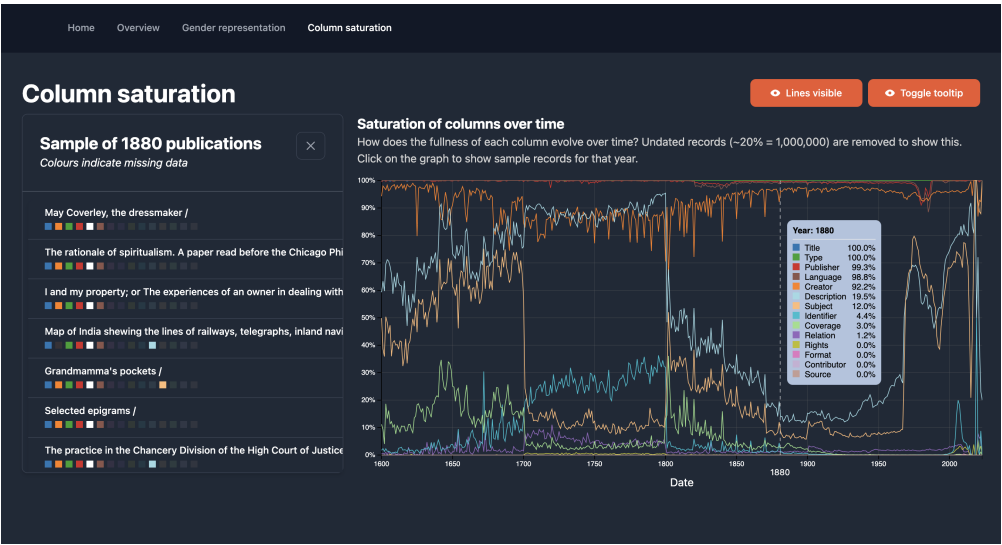 Home Overview Gender representation Column saturation
Column saturation
Lines visible
Toggle tooltip
Sample of 1880 publications
Colours indicate missing data
May Coverley, the dressmaker /
The rationale of spiritualism. A paper read before the Chicago Phi
I and my property; or The experiences of an owner in dealing with
Map of India shewing the lines of railways, telegraphs, inland navi
Grandmamma's pockets /
Selected epigrams /
The practice in the Chancery Division of the High Court of Justice
Saturation of columns over time
How does the fullness of each column evolve over time? Undated records (~20% = 1,000,000) are removed to show this.
Click on the graph to show sample records for that year.
100%
90%
80%
70%
60%
50%
40%
30%
20%
10%
0%
Year: 1880
Title 100.0%
Type 100.0%
Publisher 99.3%
Language 98.8%
Creator 92.2%
Description 19.5%
Subject 12.0%
Identifier 4.4%
Coverage 3.0%
Relation 1.2%
Rights 0.0%
Format 0.0%
Contributor 0.0%
Source 0.0%
1600 1650 1700 1750 1800 1850 1900 1950 2000
1880
Date